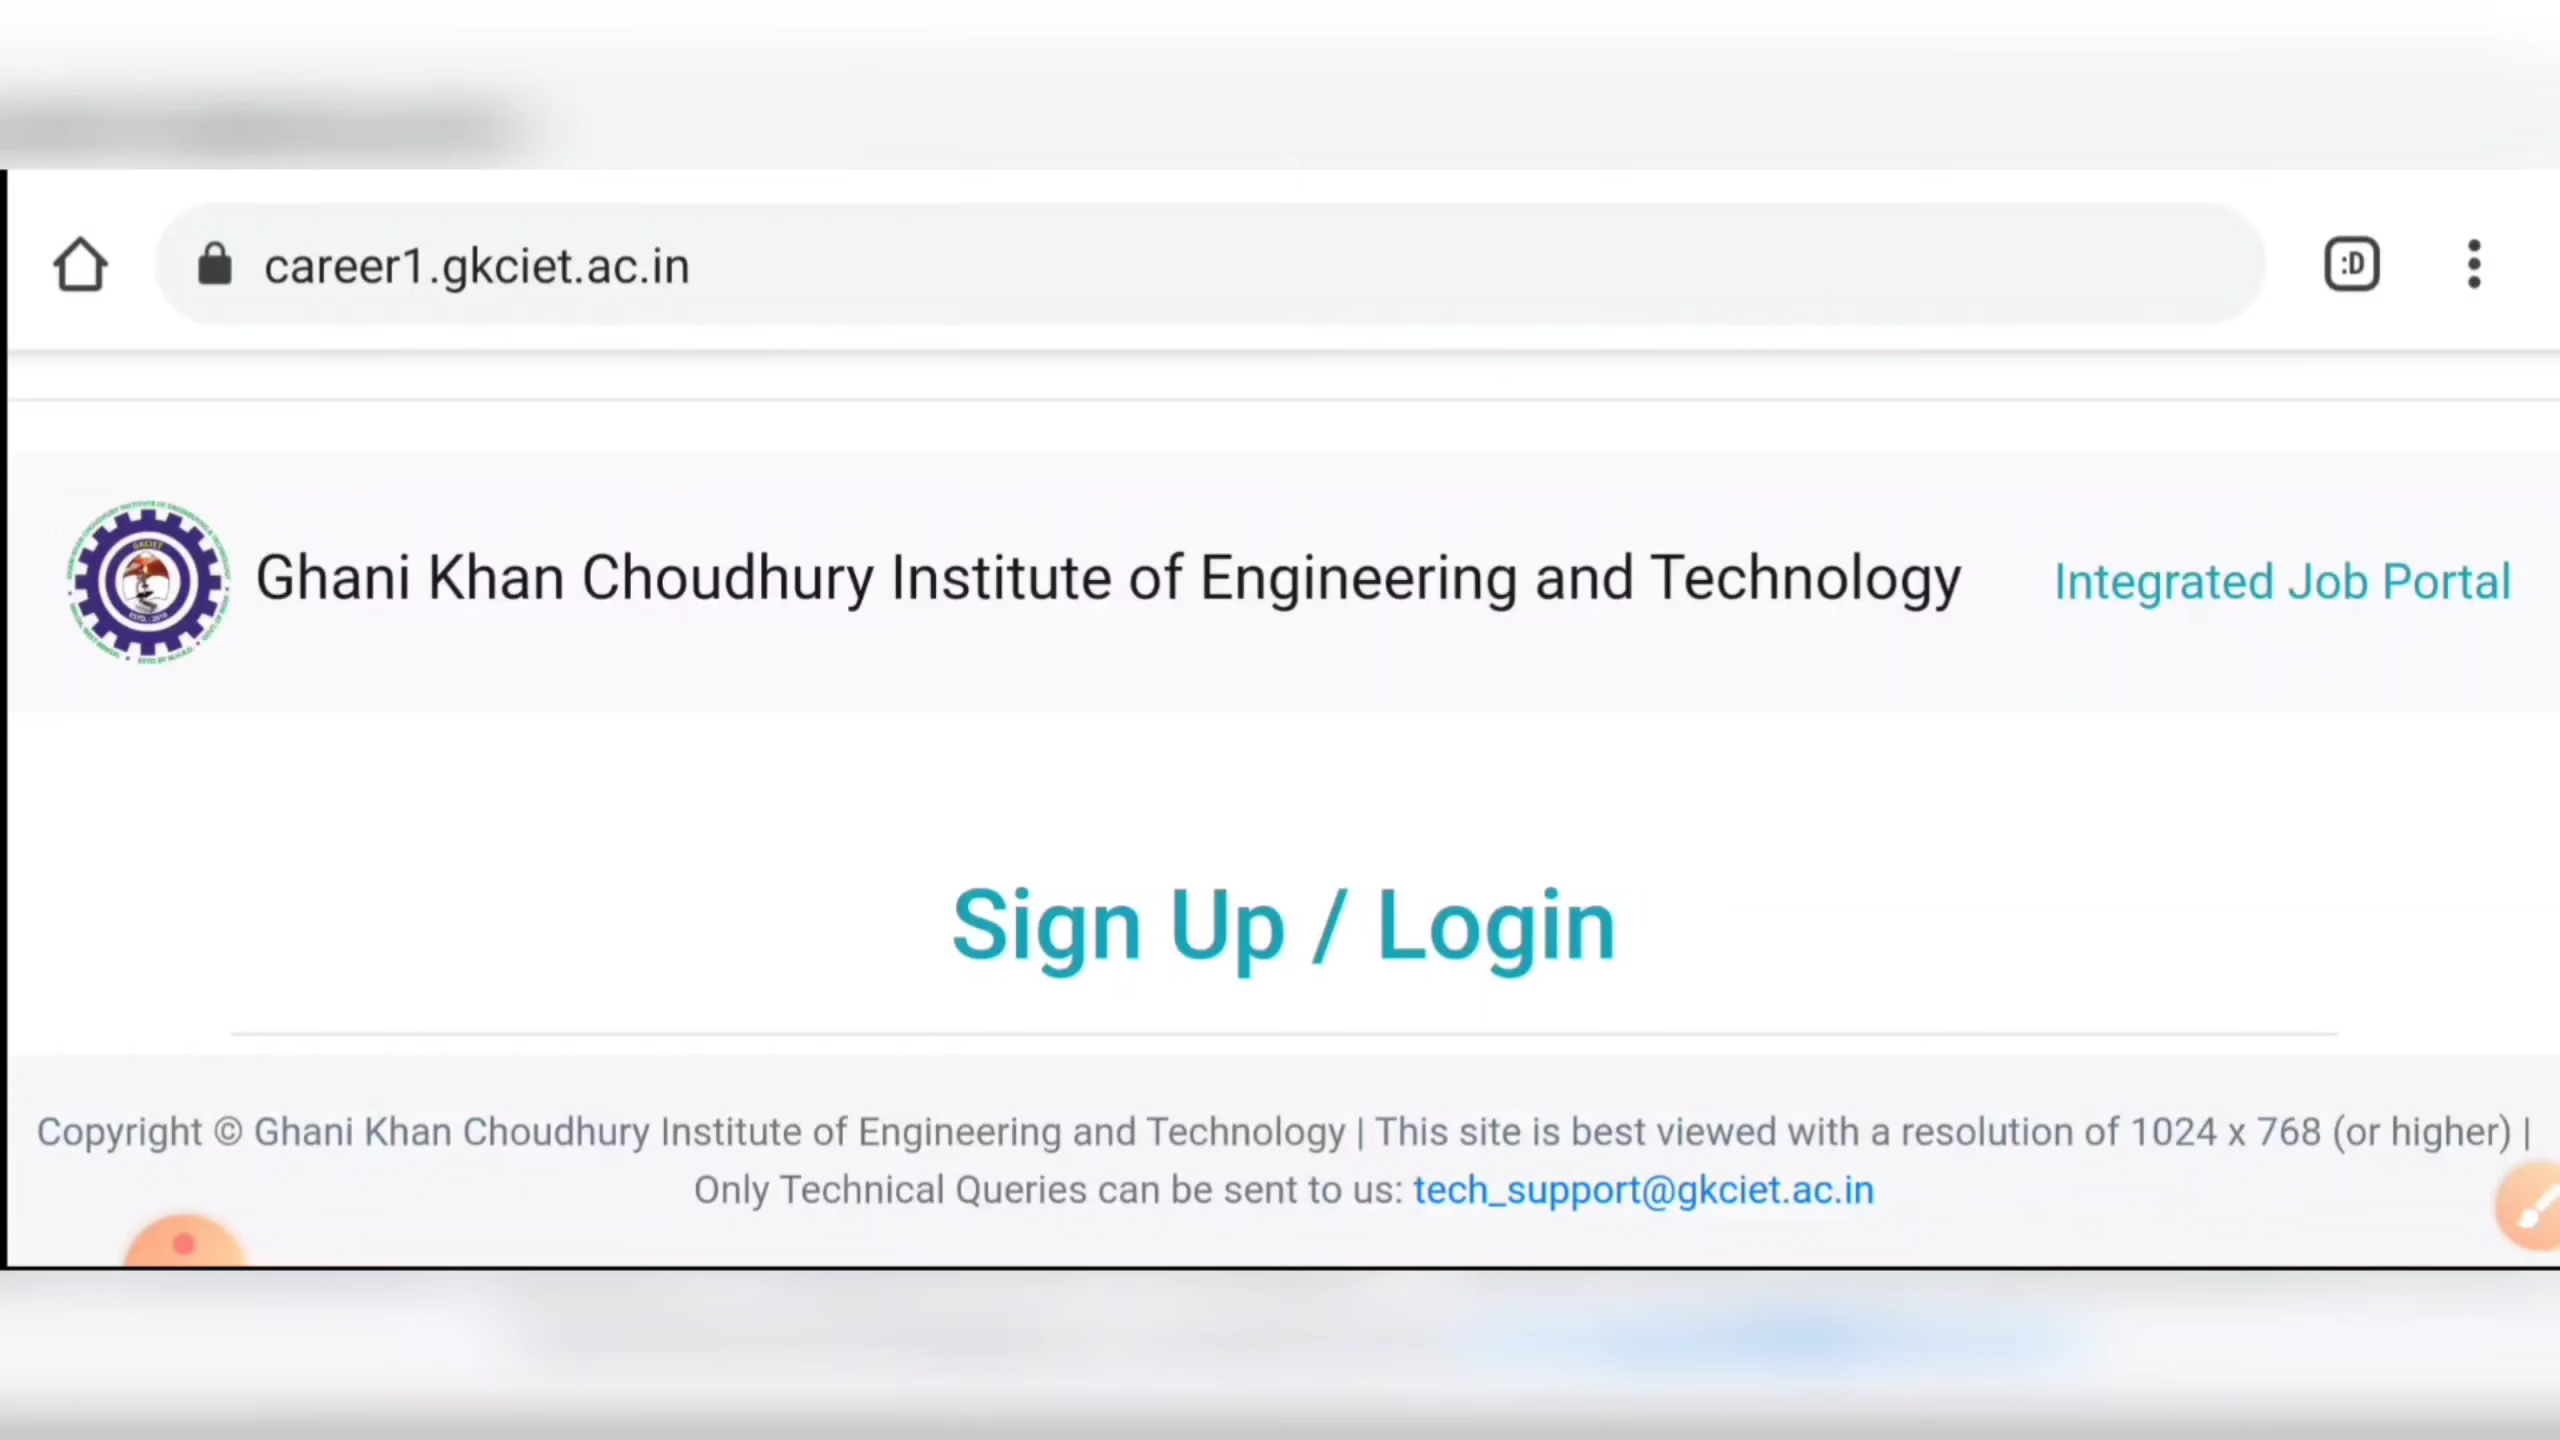 career1.gkciet.ac.in
:D
GKCIET
Ghani Khan Choudhury Institute of Engineering and Technology
Integrated Job Portal
Sign Up / Login
Copyright © Ghani Khan Choudhury Institute of Engineering and Technology | This site is best viewed with a resolution of 1024 x 768 (or higher) |
Only Technical Queries can be sent to us: tech_support@gkciet.ac.in